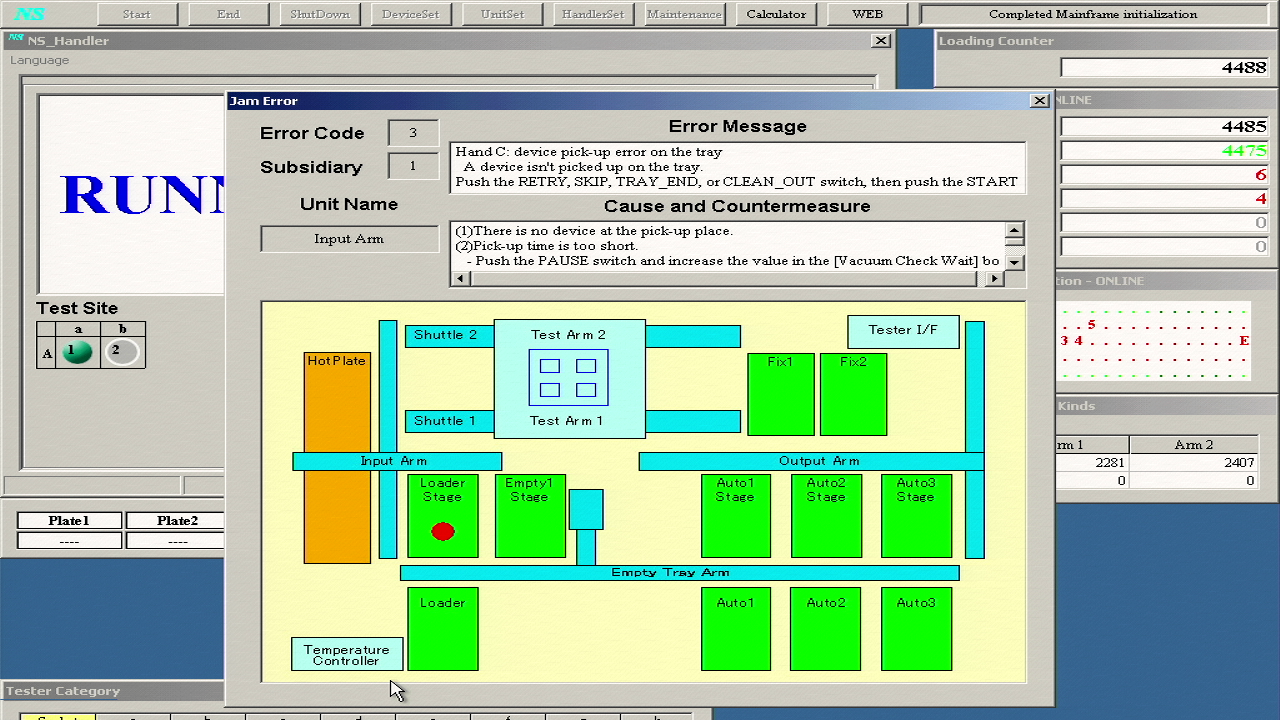 NS Start End ShutDown DeviceSet UnitSet HandlerSet Maintenance Calculator WEB Completed Mainframe initialization
NS NS_Handler
Language
Loading Counter
4488
NLINE
4485
4475
6
4
0
0
RUNN
Test Site
a b
A 1 2
Plate1 Plate2
---- ----
Jam Error
Error Code 3
Subsidiary 1
Unit Name
Input Arm
Error Message
Hand C: device pick-up error on the tray
A device isn't picked up on the tray.
Push the RETRY, SKIP, TRAY_END, or CLEAN_OUT switch, then push the START
Cause and Countermeasure
(1)There is no device at the pick-up place.
(2)Pick-up time is too short.
- Push the PAUSE switch and increase the value in the [Vacuum Check Wait] bo
Shuttle 2
Test Arm 2
Tester I/F
HotPlate
Fix1
Fix2
Shuttle 1
Test Arm 1
Input Arm
Output Arm
Loader
Stage
Empty1
Stage
Auto1
Stage
Auto2
Stage
Auto3
Stage
Empty Tray Arm
Loader
Auto1
Auto2
Auto3
Temperature
Controller
tion - ONLINE
5
3 4 E
Kinds
rm 1 Arm 2
2281 2407
0 0
Tester Category